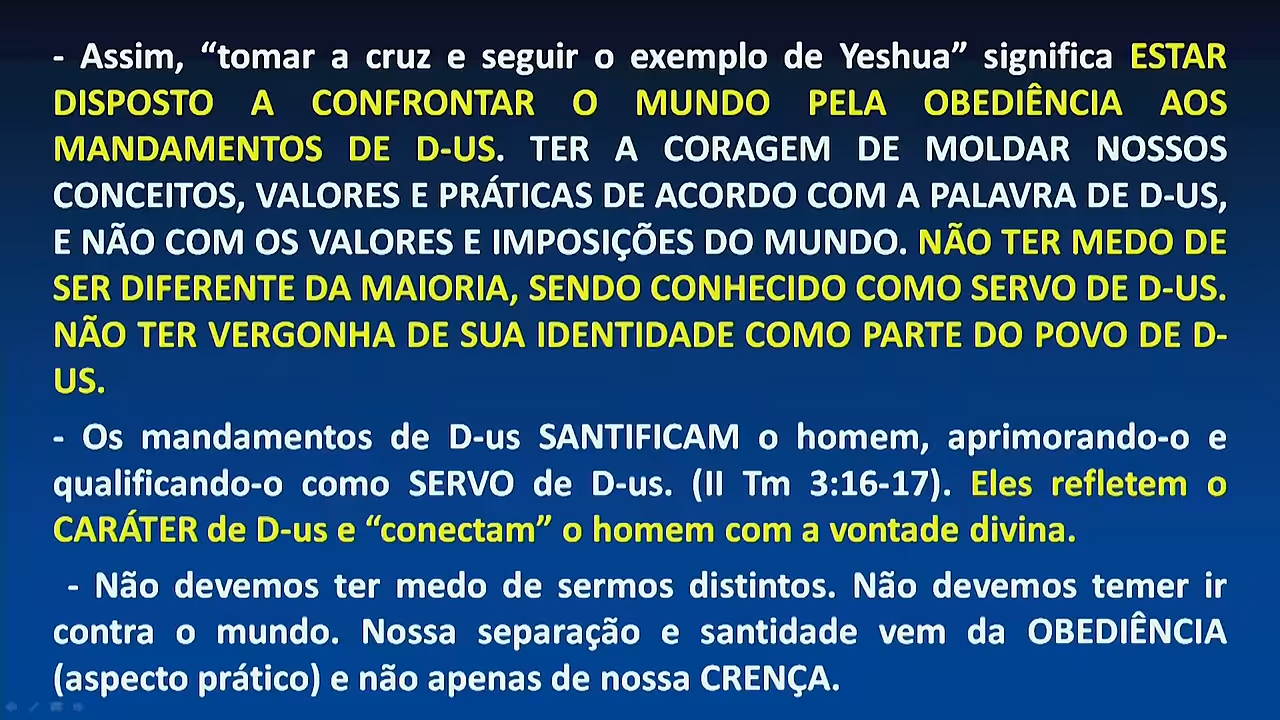 - Assim, “tomar a cruz e seguir o exemplo de Yeshua” significa ESTAR
DISPOSTO A CONFRONTAR O MUNDO PELA OBEDIÊNCIA AOS
MANDAMENTOS DE D-US. TER A CORAGEM DE MOLDAR NOSSOS
CONCEITOS, VALORES E PRÁTICAS DE ACORDO COM A PALAVRA DE D-US,
E NÃO COM OS VALORES E IMPOSIÇÕES DO MUNDO. NÃO TER MEDO DE
SER DIFERENTE DA MAIORIA, SENDO CONHECIDO COMO SERVO DE D-US.
NÃO TER VERGONHA DE SUA IDENTIDADE COMO PARTE DO POVO DE D-
US.
- Os mandamentos de D-us SANTIFICAM o homem, aprimorando-o e
qualificando-o como SERVO de D-us. (II Tm 3:16-17). Eles refletem o
CARÁTER de D-us e “conectam” o homem com a vontade divina.
- Não devemos ter medo de sermos distintos. Não devemos temer ir
contra o mundo. Nossa separação e santidade vem da OBEDIÊNCIA
(aspecto prático) e não apenas de nossa CRENÇA.